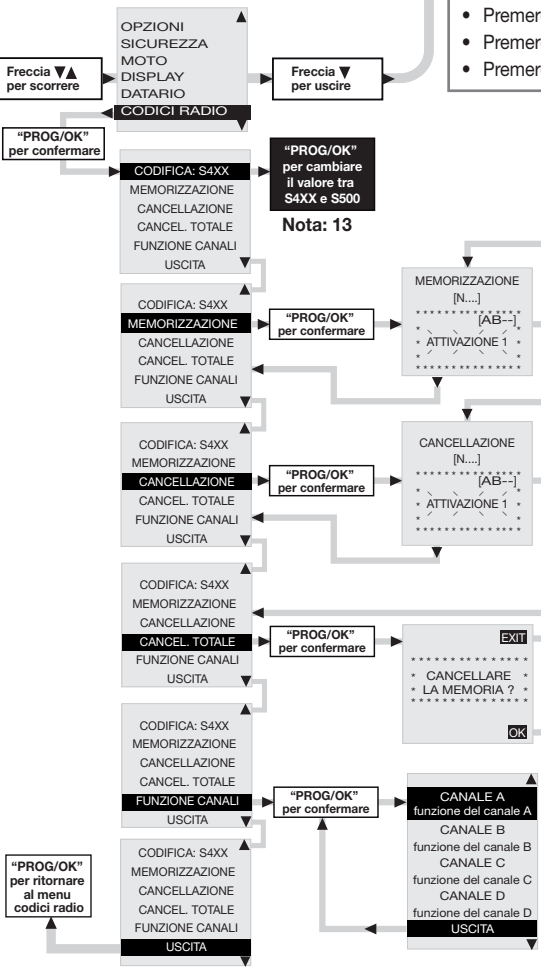 • Premer
• Premer
• Premer
OPZIONI
SICUREZZA
MOTO
DISPLAY
DATARIO
CODICI RADIO
Freccia ▼▲
per scorrere
Freccia ▼
per uscire
"PROG/OK"
per confermare
CODIFICA: S4XX
MEMORIZZAZIONE
CANCELLAZIONE
CANCEL. TOTALE
FUNZIONE CANALI
USCITA
"PROG/OK"
per cambiare
il valore tra
S4XX e S500
Nota: 13
CODIFICA: S4XX
MEMORIZZAZIONE
CANCELLAZIONE
CANCEL. TOTALE
FUNZIONE CANALI
USCITA
"PROG/OK"
per confermare
MEMORIZZAZIONE
[N....]
[AB--]
ATTIVAZIONE 1
CODIFICA: S4XX
MEMORIZZAZIONE
CANCELLAZIONE
CANCEL. TOTALE
FUNZIONE CANALI
USCITA
"PROG/OK"
per confermare
CANCELLAZIONE
[N....]
[AB--]
ATTIVAZIONE 1
CODIFICA: S4XX
MEMORIZZAZIONE
CANCELLAZIONE
CANCEL. TOTALE
FUNZIONE CANALI
USCITA
"PROG/OK"
per confermare
EXIT
CANCELLARE
LA MEMORIA ?
OK
CODIFICA: S4XX
MEMORIZZAZIONE
CANCELLAZIONE
CANCEL. TOTALE
FUNZIONE CANALI
USCITA
"PROG/OK"
per confermare
CANALE A
funzione del canale A
CANALE B
funzione del canale B
CANALE C
funzione del canale C
CANALE D
funzione del canale D
USCITA
"PROG/OK"
per ritornare
al menu
codici radio
CODIFICA: S4XX
MEMORIZZAZIONE
CANCELLAZIONE
CANCEL. TOTALE
FUNZIONE CANALI
USCITA